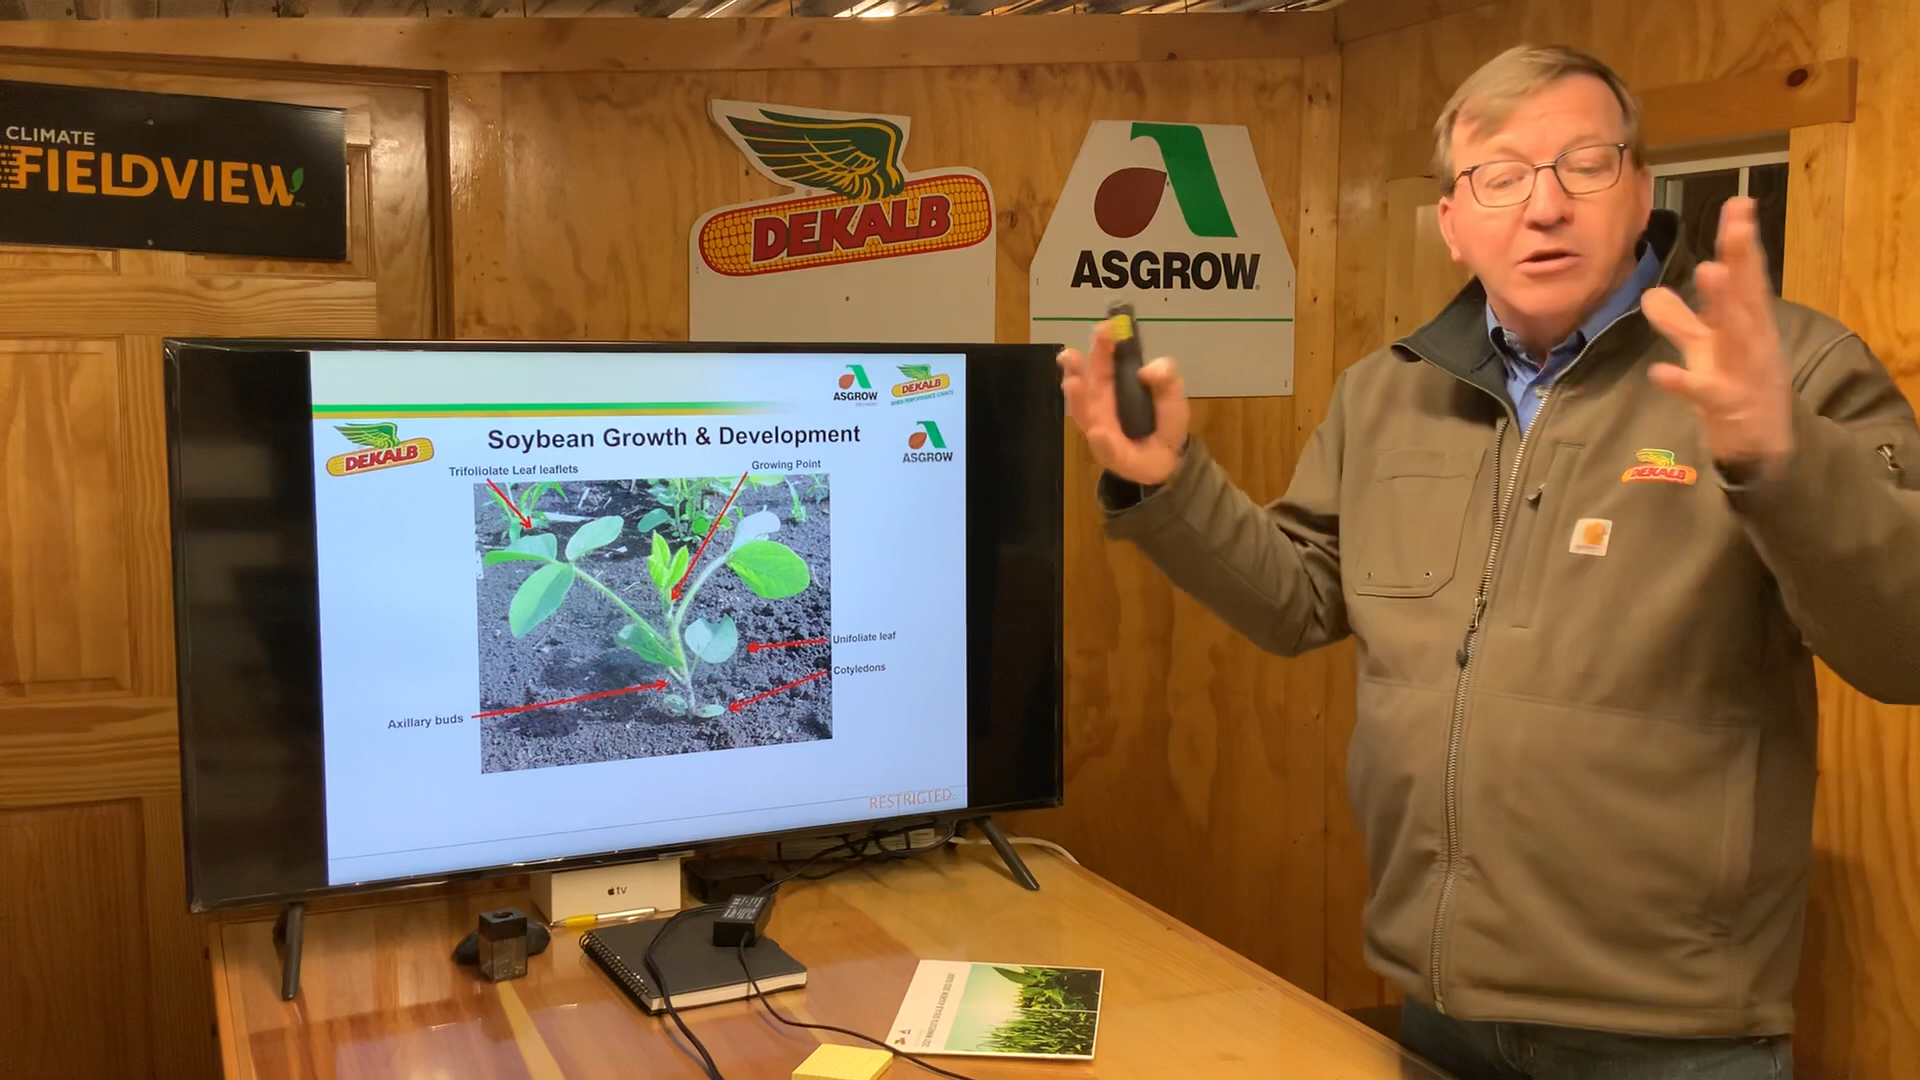 CLIMATE
FIELDVIEW
DEKALB
ASGROW
ASGROW
DEKALB
DEKALB
Soybean Growth & Development
ASGROW
Trifoliolate Leaf leaflets
Growing Point
Unifoliate leaf
Cotyledons
Axillary buds
RESTRICTED
DEKALB
tv